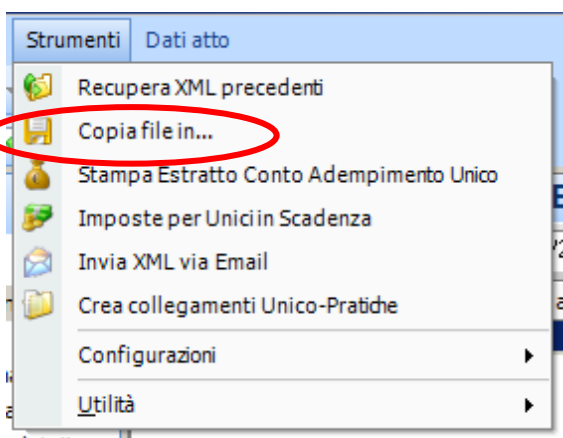 Strumenti Dati atto
Recupera XML precedenti
Copia file in...
Stampa Estratto Conto Adempimento Unico
Imposte per Unici in Scadenza
Invia XML via Email
Crea collegamenti Unico-Pratiche
Configurazioni
Utilità